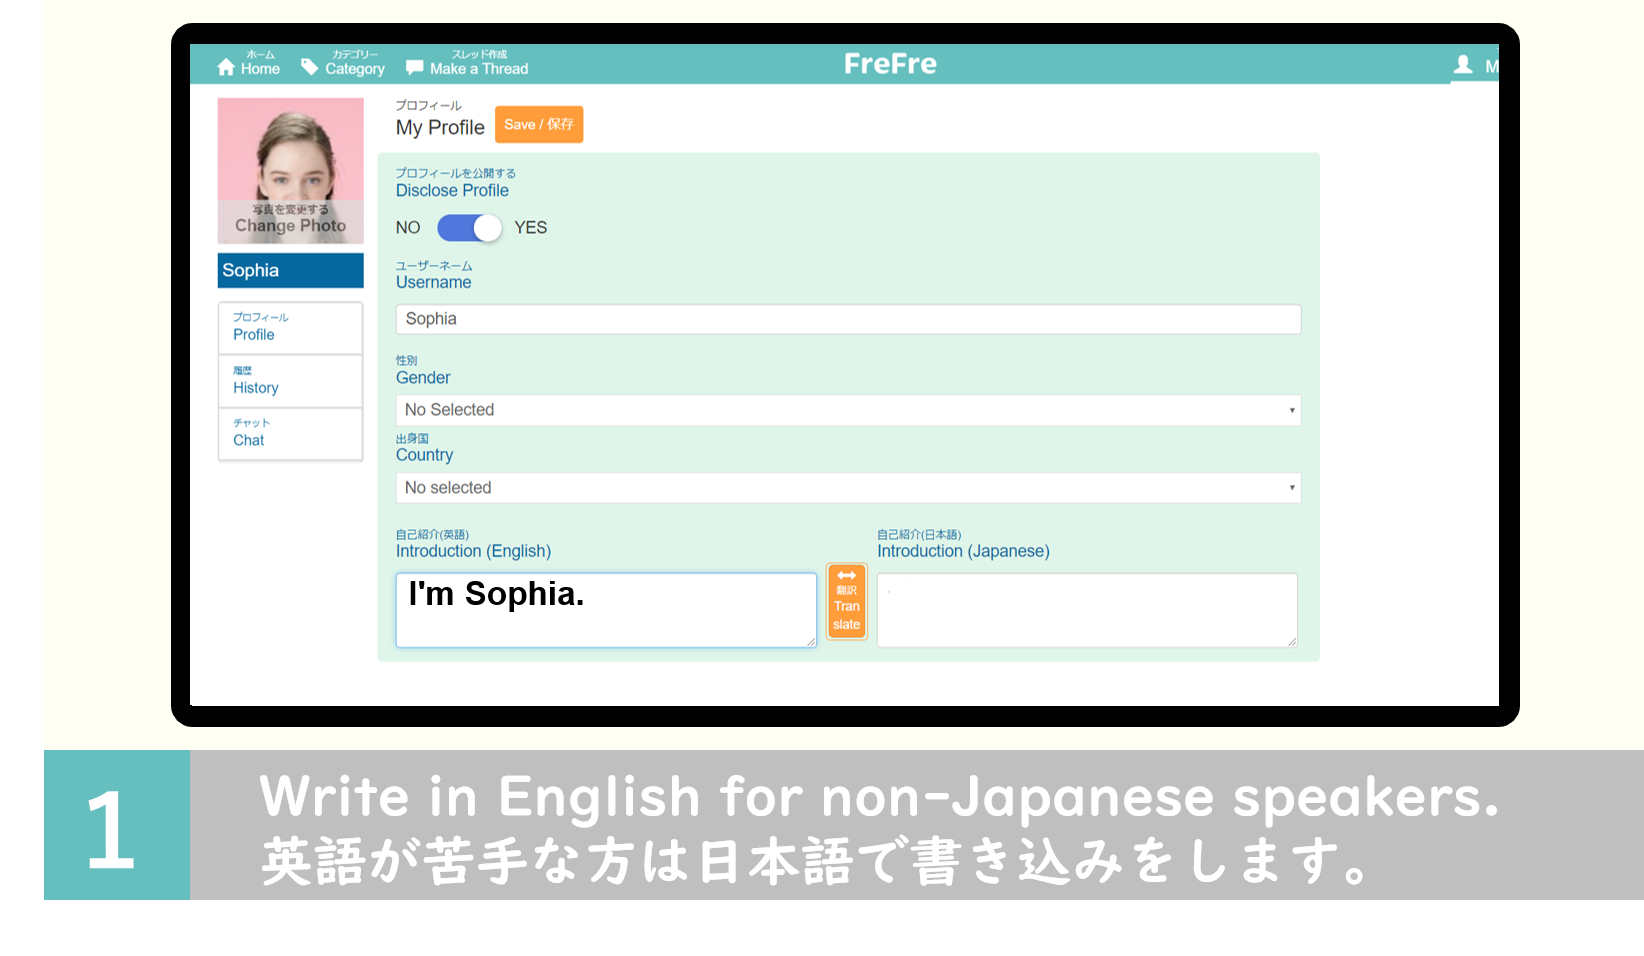 ホーム
Home
カテゴリー
Category
スレッド作成
Make a Thread
FreFre
M
写真を変更する
Change Photo
Sophia
プロフィール
Profile
履歴
History
チャット
Chat
プロフィール
My Profile
Save / 保存
プロフィールを公開する
Disclose Profile
NO YES
ユーザーネーム
Username
Sophia
性別
Gender
No Selected
出身国
Country
No selected
自己紹介(英語)
Introduction (English)
I'm Sophia.
翻訳
Tran
slate
自己紹介(日本語)
Introduction (Japanese)
1
Write in English for non-Japanese speakers.
英語が苦手な方は日本語で書き込みをします。